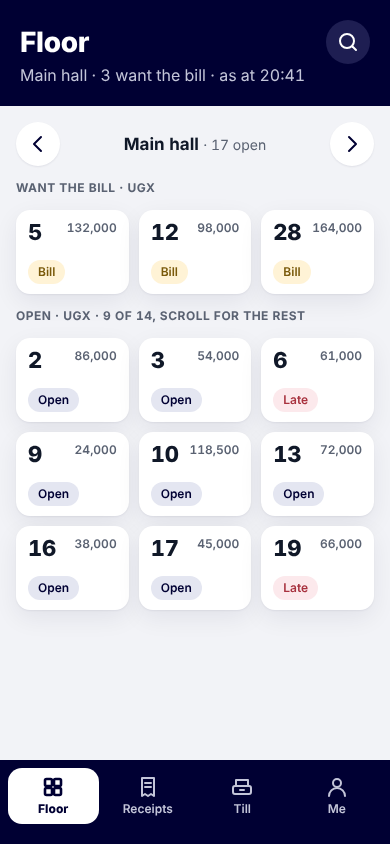 Floor
Main hall · 3 want the bill · as at 20:41
Main hall · 17 open
WANT THE BILL · UGX
5 132,000
Bill
12 98,000
Bill
28 164,000
Bill
OPEN · UGX · 9 OF 14, SCROLL FOR THE REST
2 86,000
Open
3 54,000
Open
6 61,000
Late
9 24,000
Open
10 118,500
Open
13 72,000
Open
16 38,000
Open
17 45,000
Open
19 66,000
Late
Floor
Receipts
Till
Me